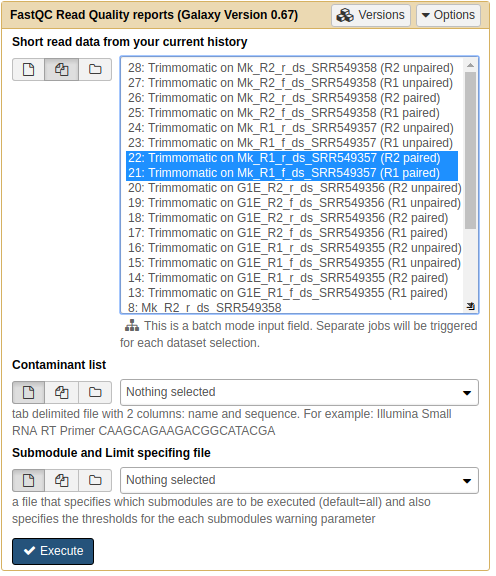 FastQC Read Quality reports (Galaxy Version 0.67)
Versions
Options
Short read data from your current history
28: Trimmomatic on Mk_R2_r_ds_SRR549358 (R2 unpaired)
27: Trimmomatic on Mk_R2_f_ds_SRR549358 (R1 unpaired)
26: Trimmomatic on Mk_R2_r_ds_SRR549358 (R2 paired)
25: Trimmomatic on Mk_R2_f_ds_SRR549358 (R1 paired)
24: Trimmomatic on Mk_R1_r_ds_SRR549357 (R2 unpaired)
23: Trimmomatic on Mk_R1_f_ds_SRR549357 (R1 unpaired)
22: Trimmomatic on Mk_R1_r_ds_SRR549357 (R2 paired)
21: Trimmomatic on Mk_R1_f_ds_SRR549357 (R1 paired)
20: Trimmomatic on G1E_R2_r_ds_SRR549356 (R2 unpaired)
19: Trimmomatic on G1E_R2_f_ds_SRR549356 (R1 unpaired)
18: Trimmomatic on G1E_R2_r_ds_SRR549356 (R2 paired)
17: Trimmomatic on G1E_R2_f_ds_SRR549356 (R1 paired)
16: Trimmomatic on G1E_R1_r_ds_SRR549355 (R2 unpaired)
15: Trimmomatic on G1E_R1_f_ds_SRR549355 (R1 unpaired)
14: Trimmomatic on G1E_R1_r_ds_SRR549355 (R2 paired)
13: Trimmomatic on G1E_R1_f_ds_SRR549355 (R1 paired)
8: Mk_R2_r_ds_SRR549358
This is a batch mode input field. Separate jobs will be triggered
for each dataset selection.
Contaminant list
Nothing selected
tab delimited file with 2 columns: name and sequence. For example: Illumina Small
RNA RT Primer CAAGCAGAAGACGGCATACGA
Submodule and Limit specifing file
Nothing selected
a file that specifies which submodules are to be executed (default=all) and also
specifies the thresholds for the each submodules warning parameter
Execute